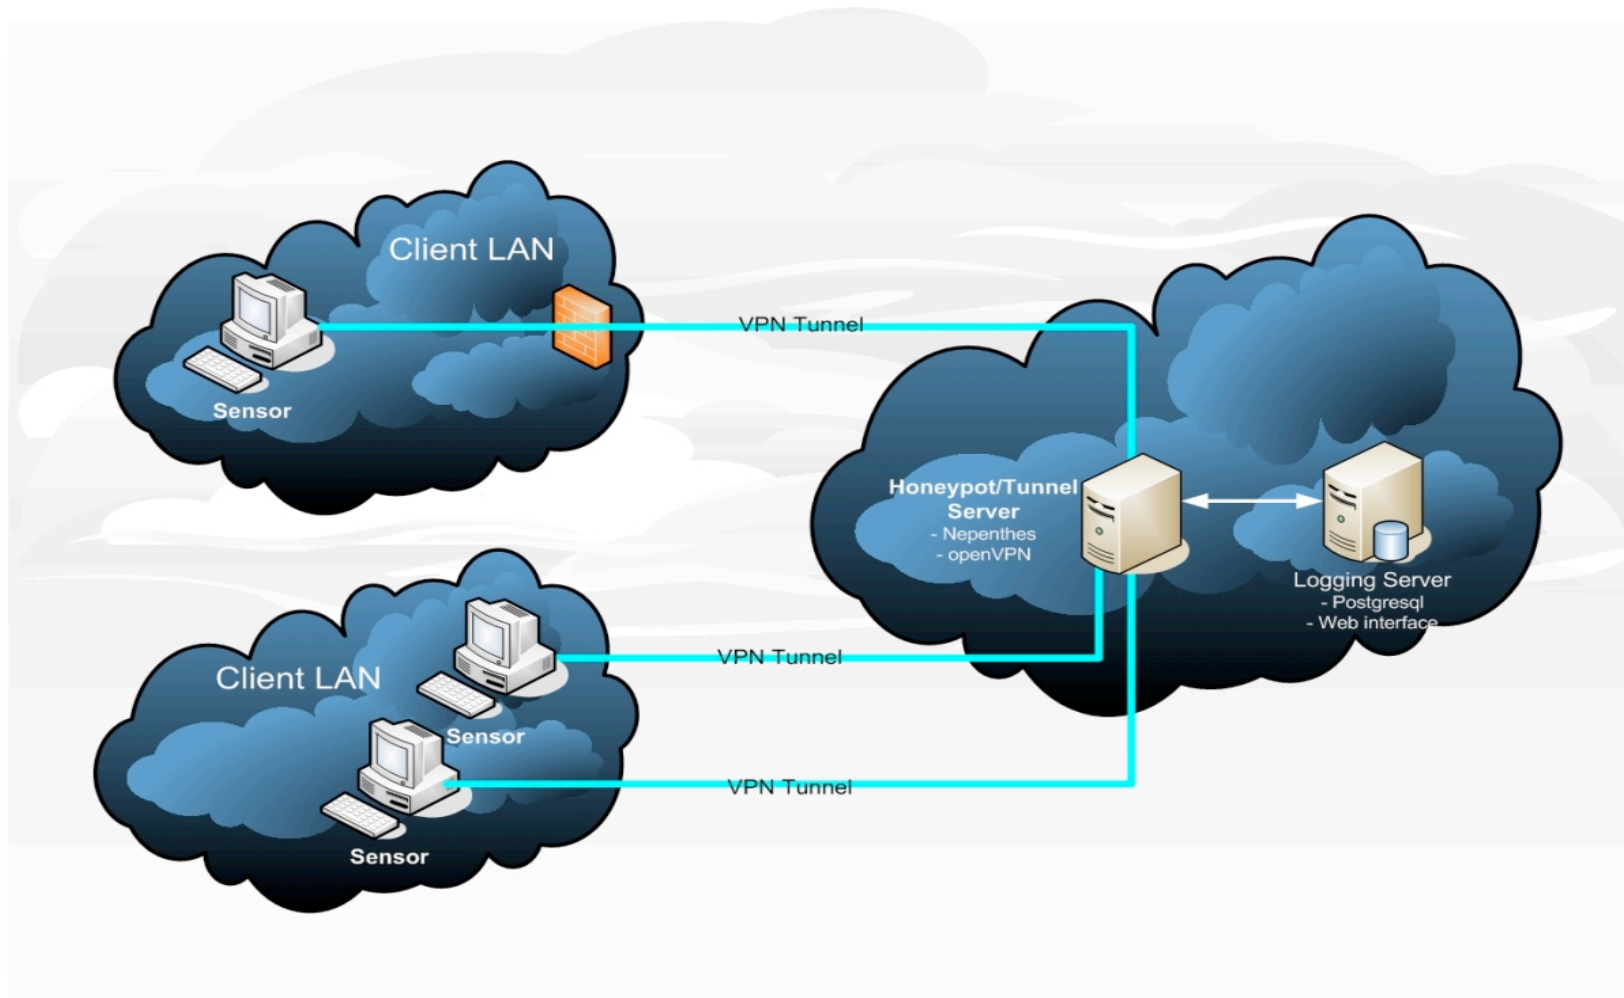 Client LAN
Sensor
VPN Tunnel
Honeypot/Tunnel
Server
- Nepenthes
- openVPN
Logging Server
- Postgresql
- Web interface
Client LAN
Sensor
VPN Tunnel
Sensor
VPN Tunnel